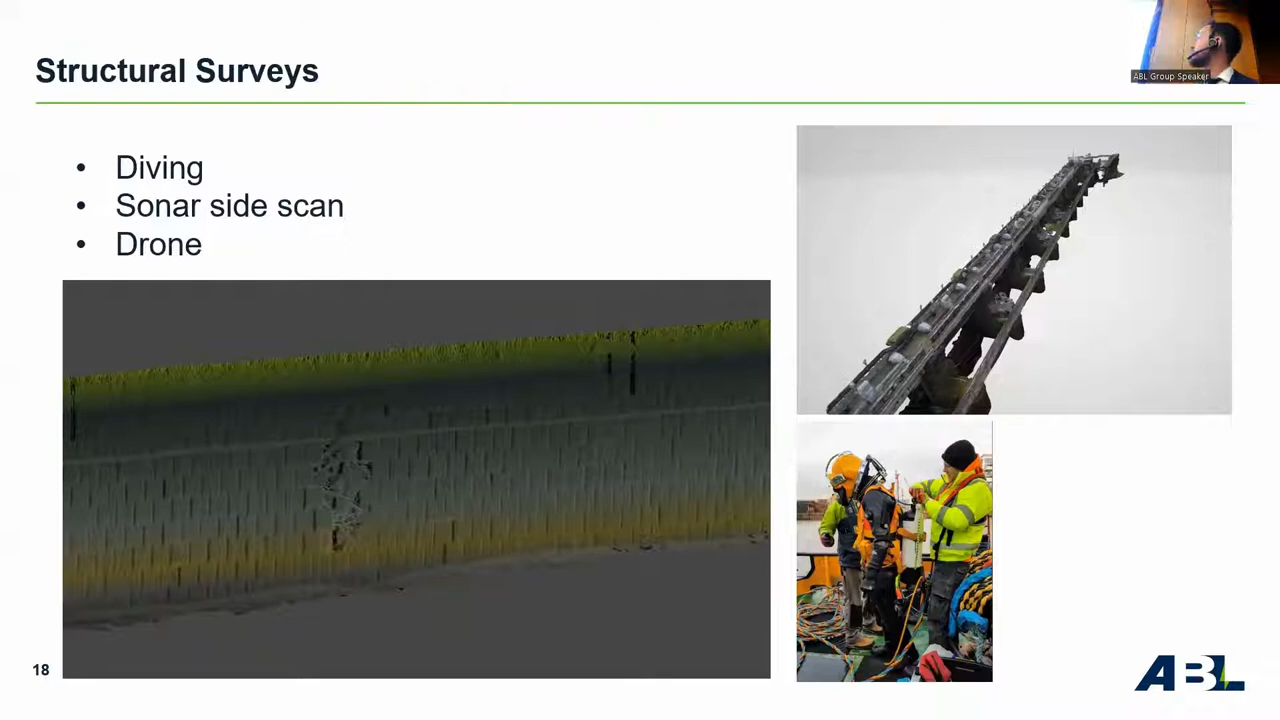 Structural Surveys
ABL Group Speaker
• Diving
• Sonar side scan
• Drone
18
ABL